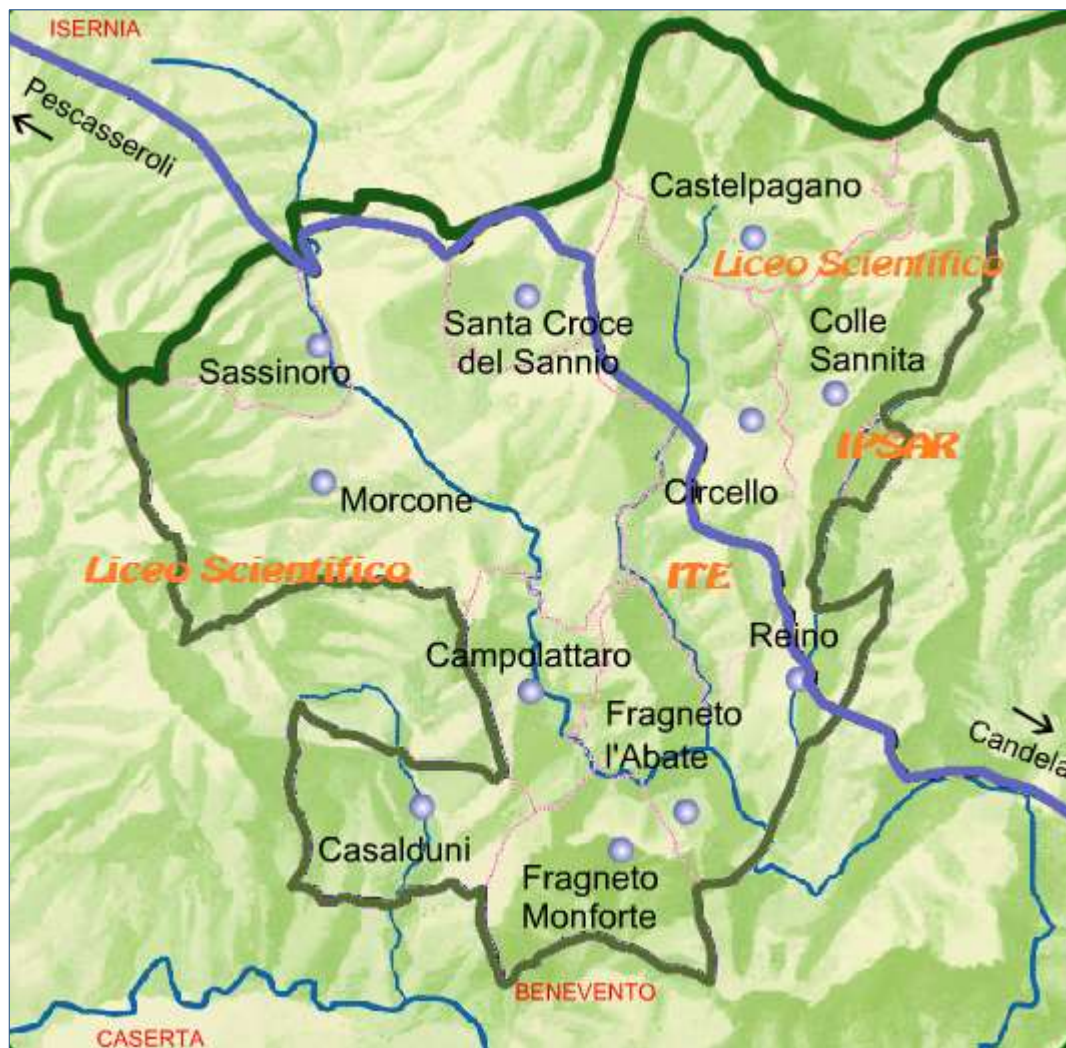 ISERNIA
Pescasseroli
Castelpagano
Liceo Scientifico
Santa Croce
del Sannio
Colle
Sannita
Sassinoro
IPSAR
Morcone
Circello
Liceo Scientifico
ITE
Reino
Campolattaro
Fragneto
l'Abate
Candela
Casalduni
Fragneto
Monforte
BENEVENTO
CASERTA